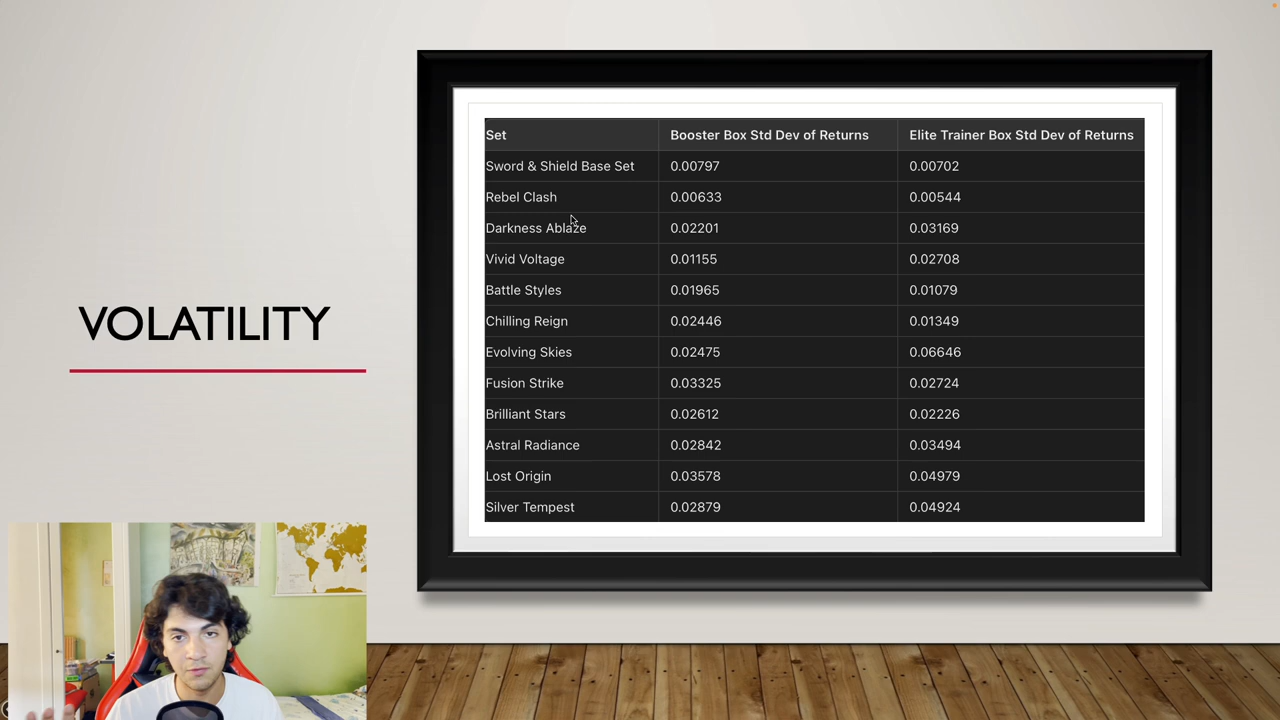 VOLATILITY
Set Booster Box Std Dev of Returns Elite Trainer Box Std Dev of Returns
Sword & Shield Base Set 0.00797 0.00702
Rebel Clash 0.00633 0.00544
Darkness Ablaze 0.02201 0.03169
Vivid Voltage 0.01155 0.02708
Battle Styles 0.01965 0.01079
Chilling Reign 0.02446 0.01349
Evolving Skies 0.02475 0.06646
Fusion Strike 0.03325 0.02724
Brilliant Stars 0.02612 0.02226
Astral Radiance 0.02842 0.03494
Lost Origin 0.03578 0.04979
Silver Tempest 0.02879 0.04924